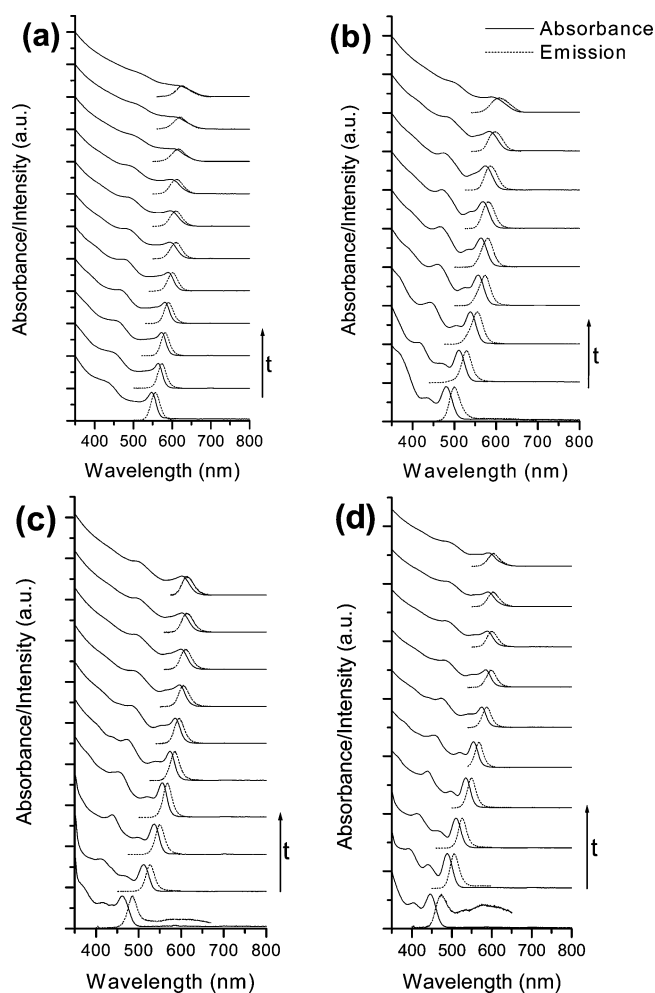 (a)
Absorbance/Intensity (a.u.)
t
400 500 600 700 800
Wavelength (nm)
(b)
Absorbance
Emission
Absorbance/Intensity (a.u.)
t
400 500 600 700 800
Wavelength (nm)
(c)
Absorbance/Intensity (a.u.)
t
400 500 600 700 800
Wavelength (nm)
(d)
Absorbance/Intensity (a.u.)
t
400 500 600 700 800
Wavelength (nm)